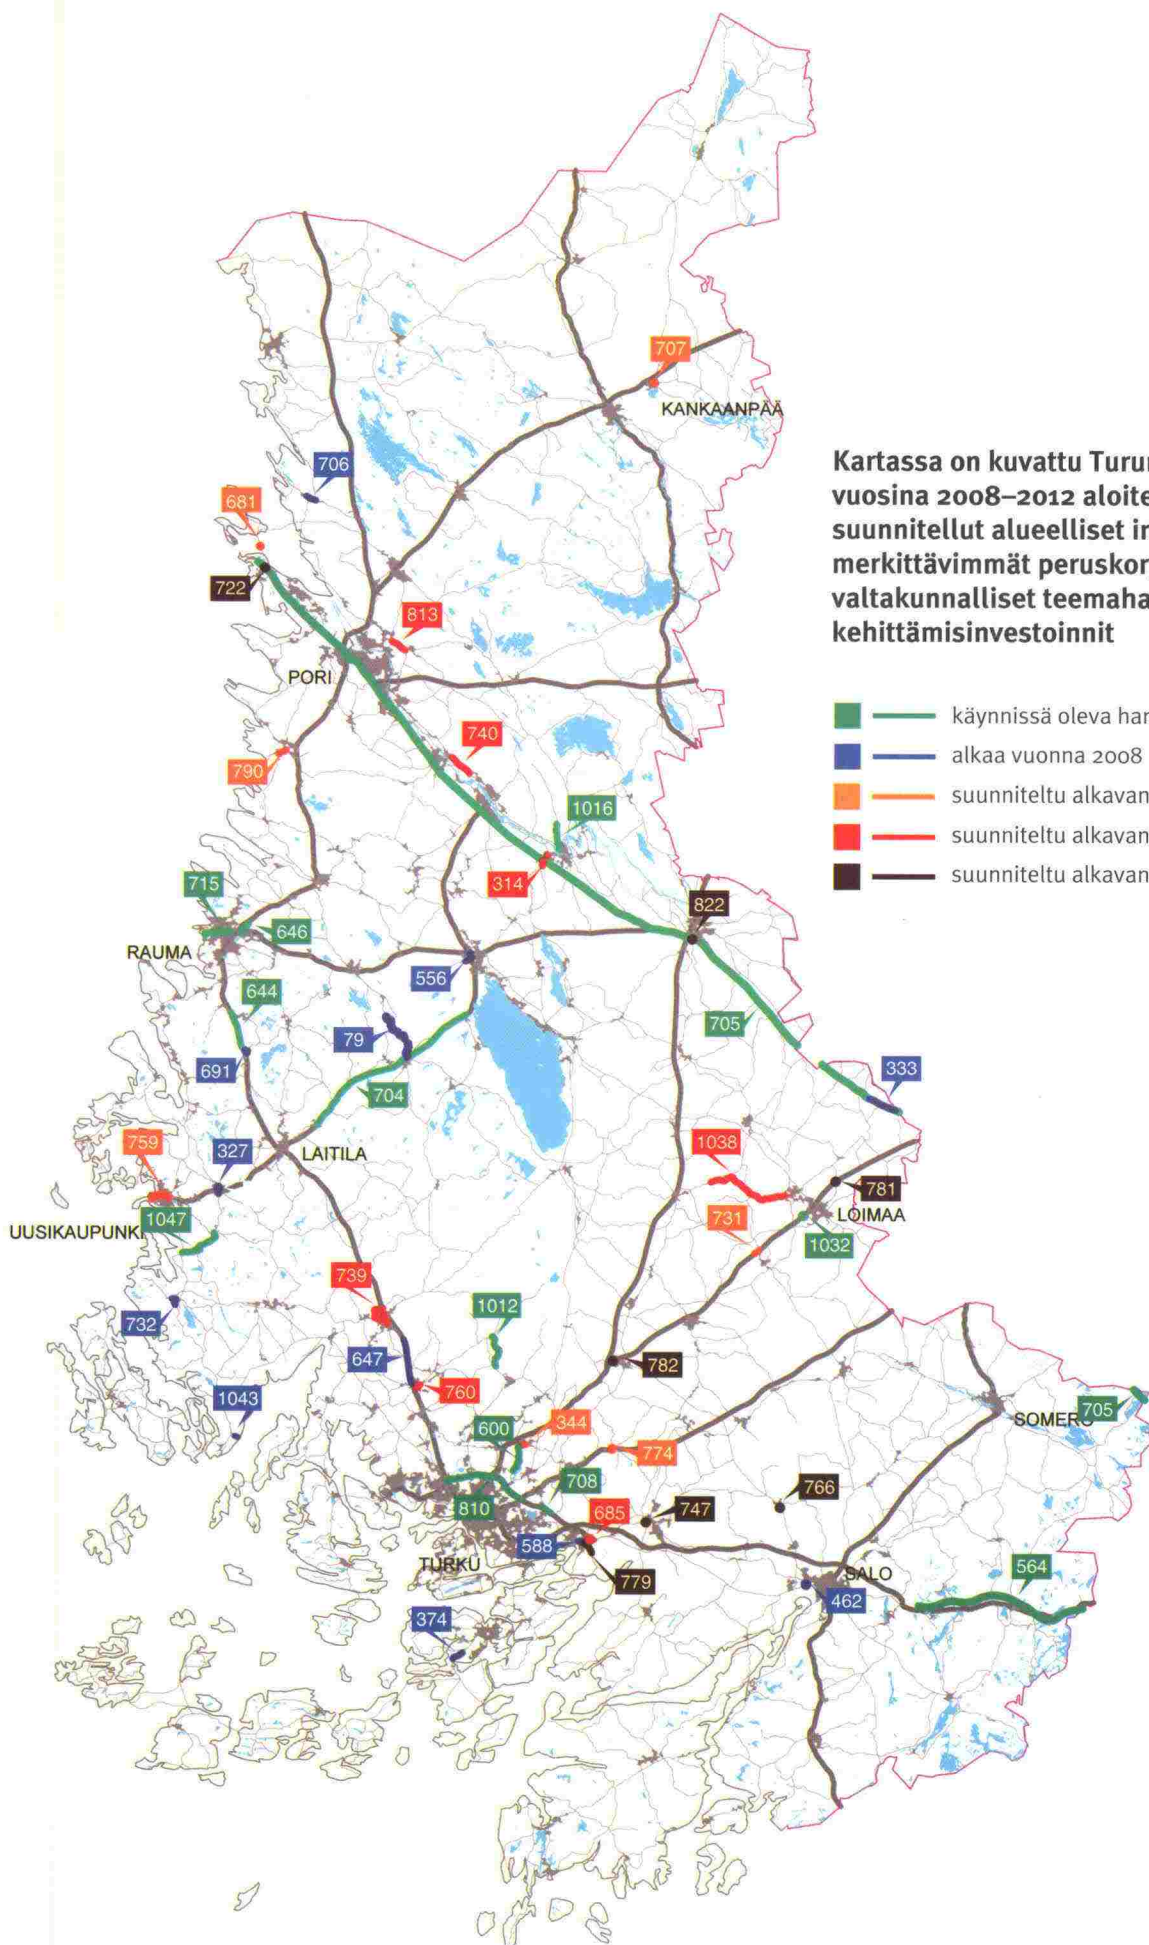 707
KANKAANPÄÄ
Kartassa on kuvattu Turu
vuosina 2008–2012 aloite
suunnitellut alueelliset in
merkittävimmät peruskor
valtakunnalliset teemaha
kehittämisinvestoinnit
706
681
722
813
PORI
740
käynnissä oleva han
alkaa vuonna 2008
790
suunniteltu alkavan
1016
suunniteltu alkavan
314
suunniteltu alkavan
715
822
646
RAUMA
556
644
705
79
691
704
333
759
327
LAITILA
1038
781
731
LOIMAA
1047
UUSIKAUPUNKI
1032
739
1012
732
647
782
760
1043
705
SOMERO
344
600
774
708
766
810
747
685
588
TURKU
779
SALO
564
462
374